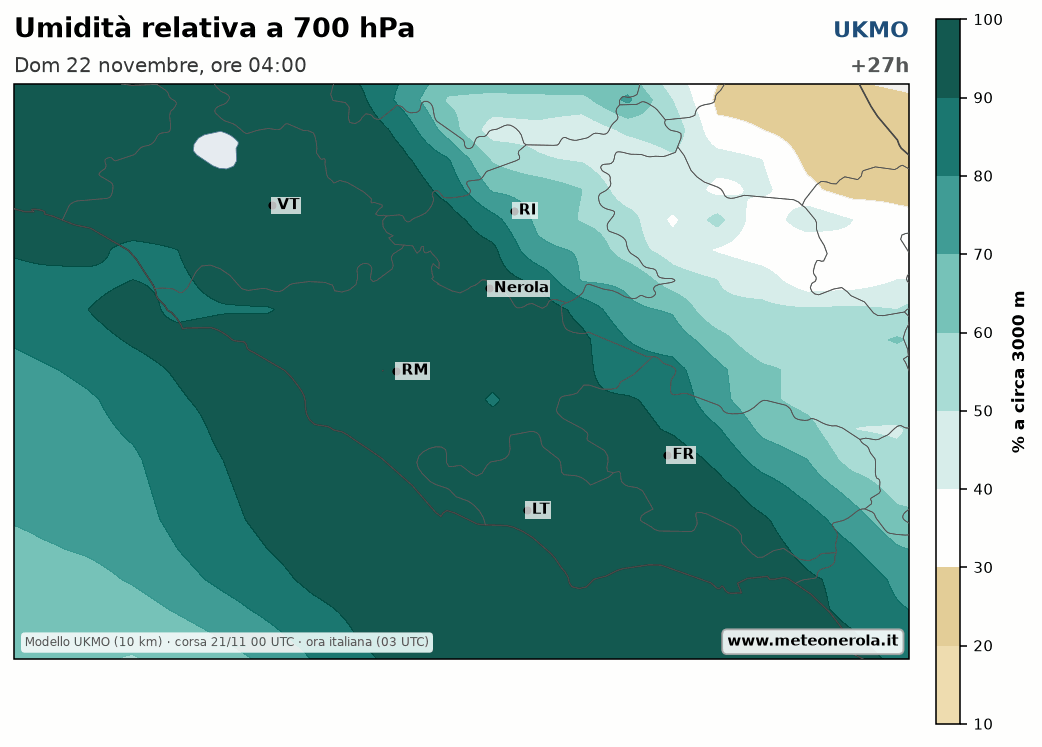 Umidità relativa a 700 hPa
UKMO
Dom 22 novembre, ore 04:00
+27h
100
90
80
70
60
50
40
30
20
10
% a circa 3000 m
VT
RI
Nerola
RM
FR
LT
Modello UKMO (10 km) · corsa 21/11 00 UTC · ora italiana (03 UTC)
www.meteonerola.it